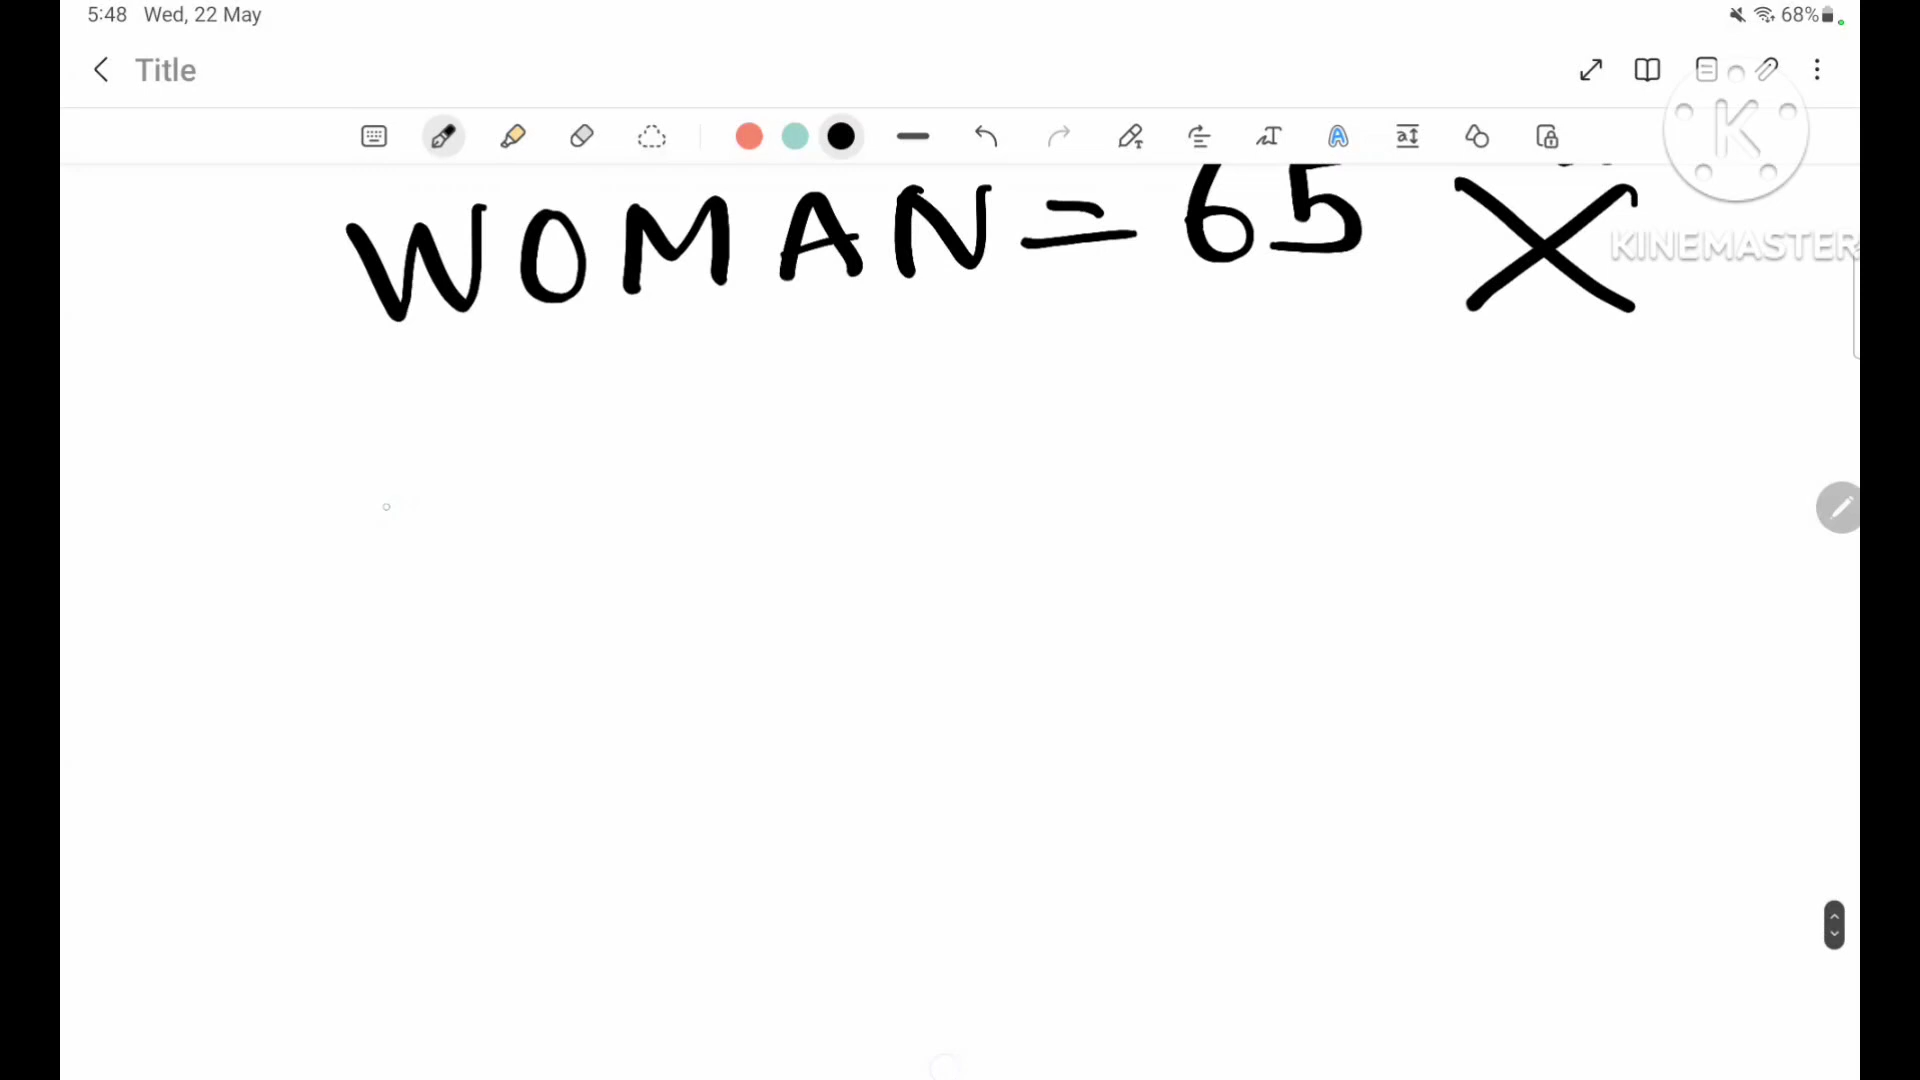 5:48 Wed, 22 May 68%
Title
K
WOMAN = 65 X
KINEMASTER